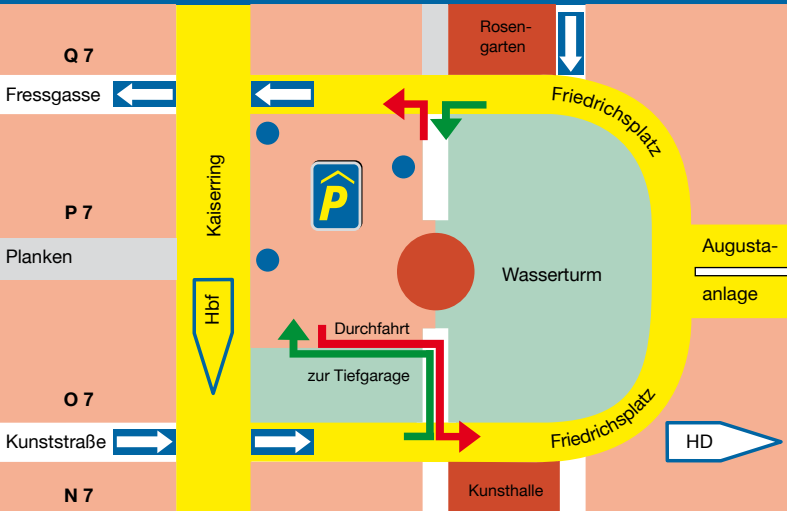 Rosen-
garten
Q 7
Fressgasse
Friedrichsplatz
Kaiserring
P
P 7
Planken
Augusta-
Wasserturm
anlage
Hbf
Durchfahrt
zur Tiefgarage
O 7
Kunststraße
Friedrichsplatz
HD
Kunsthalle
N 7